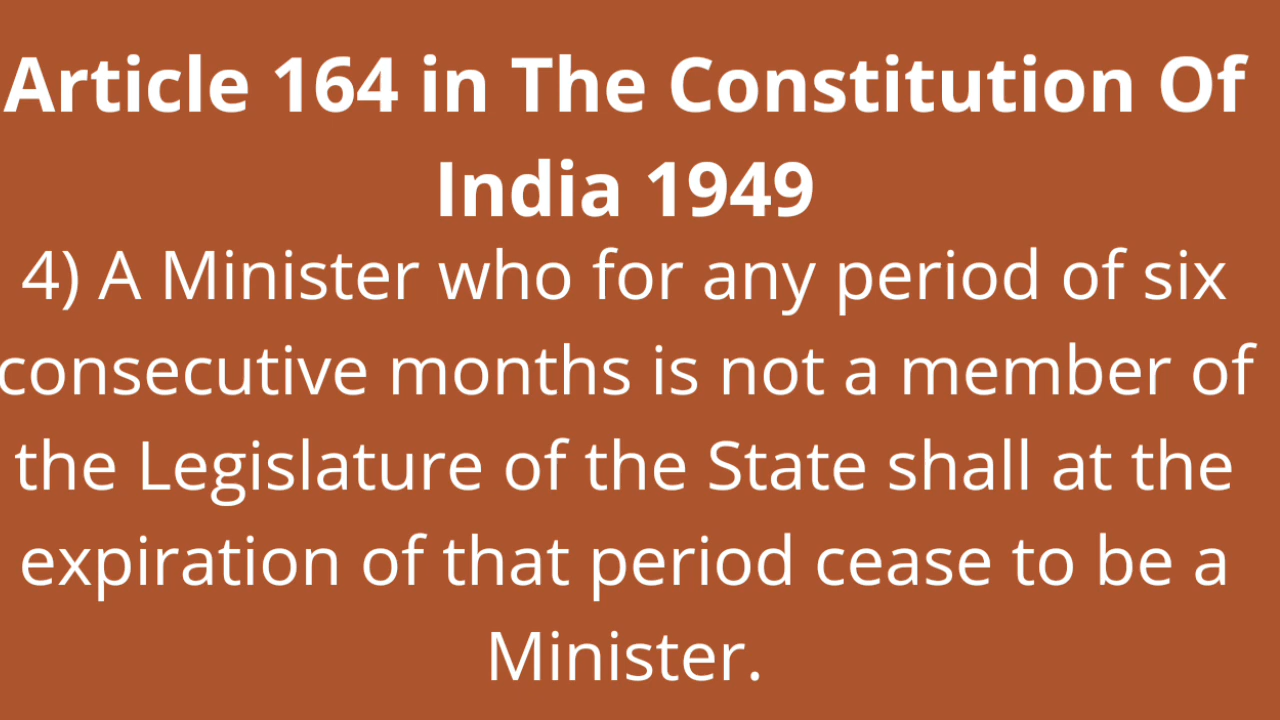 Article 164 in The Constitution Of
India 1949
4) A Minister who for any period of six
consecutive months is not a member of
the Legislature of the State shall at the
expiration of that period cease to be a
Minister.